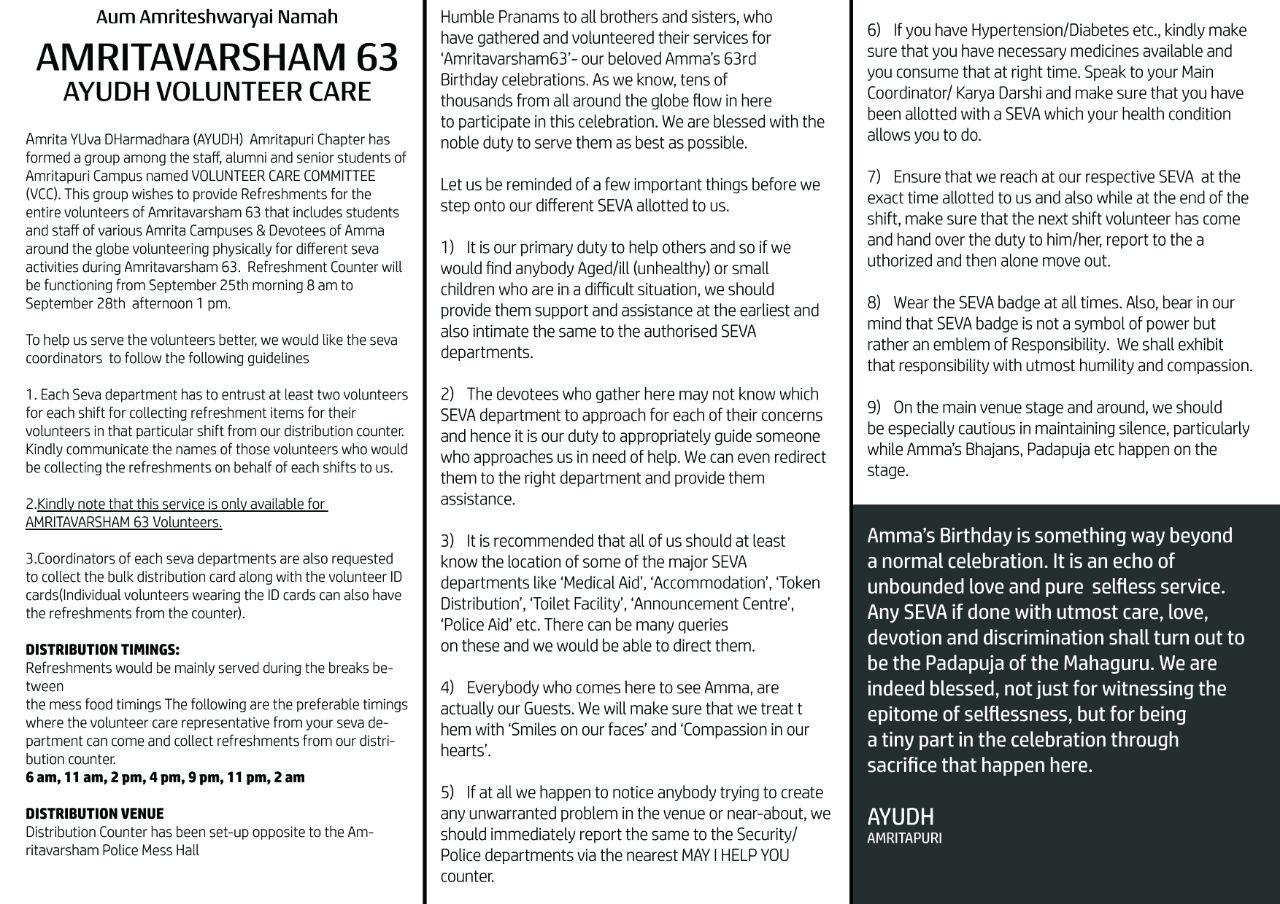 Aum Amriteshwaryai Namah
AMRITAVARSHAM 63
AYUDH VOLUNTEER CARE
Amrita YUva DHarmadhara (AYUDH)  Amritapuri Chapter has
formed a group among the staff, alumni and senior students of
Amritapuri Campus named VOLUNTEER CARE COMMITTEE
(VCC). This group wishes to provide Refreshments for the
entire volunteers of Amritavarsham 63 that includes students
and staff of various Amrita Campuses & Devotees of Amma
around the globe volunteering physically for different seva
activities during Amritavarsham 63.  Refreshment Counter will
be functioning from September 25th morning 8 am to
September 28th  afternoon 1 pm.
To help us serve the volunteers better, we would like the seva
coordinators  to follow the following guidelines
1. Each Seva department has to entrust at least two volunteers
for each shift for collecting refreshment items for their
volunteers in that particular shift from our distribution counter.
Kindly communicate the names of those volunteers who would
be collecting the refreshments on behalf of each shifts to us.
2.Kindly note that this service is only available for
AMRITAVARSHAM 63 Volunteers.
3.Coordinators of each seva departments are also requested
to collect the bulk distribution card along with the volunteer ID
cards(Individual volunteers wearing the ID cards can also have
the refreshments from the counter).
DISTRIBUTION TIMINGS:
Refreshments would be mainly served during the breaks be-
tween
the mess food timings The following are the preferable timings
where the volunteer care representative from your seva de-
partment can come and collect refreshments from our distri-
bution counter.
6 am, 11 am, 2 pm, 4 pm, 9 pm, 11 pm, 2 am
DISTRIBUTION VENUE
Distribution Counter has been set-up opposite to the Am-
ritavarsham Police Mess Hall
Humble Pranams to all brothers and sisters, who
have gathered and volunteered their services for
‘Amritavarsham63’- our beloved Amma’s 63rd
Birthday celebrations. As we know, tens of
thousands from all around the globe flow in here
to participate in this celebration. We are blessed with the
noble duty to serve them as best as possible.
Let us be reminded of a few important things before we
step onto our different SEVA allotted to us.
1)   It is our primary duty to help others and so if we
would find anybody Aged/ill (unhealthy) or small
children who are in a difficult situation, we should
provide them support and assistance at the earliest and
also intimate the same to the authorised SEVA
departments.
2)   The devotees who gather here may not know which
SEVA department to approach for each of their concerns
and hence it is our duty to appropriately guide someone
who approaches us in need of help. We can even redirect
them to the right department and provide them
assistance.
3)   It is recommended that all of us should at least
know the location of some of the major SEVA
departments like ‘Medical Aid’, ‘Accommodation’, ‘Token
Distribution’, ‘Toilet Facility’, ‘Announcement Centre’,
‘Police Aid’ etc. There can be many queries
on these and we would be able to direct them.
4)   Everybody who comes here to see Amma, are
actually our Guests. We will make sure that we treat t
hem with ‘Smiles on our faces’ and ‘Compassion in our
hearts’.
5)   If at all we happen to notice anybody trying to create
any unwarranted problem in the venue or near-about, we
should immediately report the same to the Security/
Police departments via the nearest MAY I HELP YOU
counter.
6)   If you have Hypertension/Diabetes etc., kindly make
sure that you have necessary medicines available and
you consume that at right time. Speak to your Main
Coordinator/ Karya Darshi and make sure that you have
been allotted with a SEVA which your health condition
allows you to do.
7)   Ensure that we reach at our respective SEVA  at the
exact time allotted to us and also while at the end of the
shift, make sure that the next shift volunteer has come
and hand over the duty to him/her, report to the a
uthorized and then alone move out.
8)   Wear the SEVA badge at all times. Also, bear in our
mind that SEVA badge is not a symbol of power but
rather an emblem of Responsibility.  We shall exhibit
that responsibility with utmost humility and compassion.
9)   On the main venue stage and around, we should
be especially cautious in maintaining silence, particularly
while Amma’s Bhajans, Padapuja etc happen on the
stage.
Amma’s Birthday is something way beyond
a normal celebration. It is an echo of
unbounded love and pure  selfless service.
Any SEVA if done with utmost care, love,
devotion and discrimination shall turn out to
be the Padapuja of the Mahaguru. We are
indeed blessed, not just for witnessing the
epitome of selflessness, but for being
a tiny part in the celebration through
sacrifice that happen here.
AYUDH
AMRITAPURI